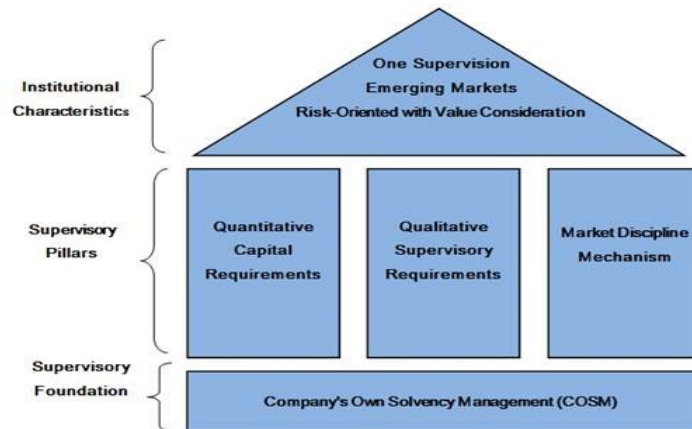 One Supervision
Emerging Markets
Risk-Oriented with Value Consideration
Institutional
Characteristics
Supervisory
Pillars
Quantitative
Capital
Requirements
Qualitative
Supervisory
Requirements
Market Discipline
Mechanism
Supervisory
Foundation
Company's Own Solvency Management (COSM)